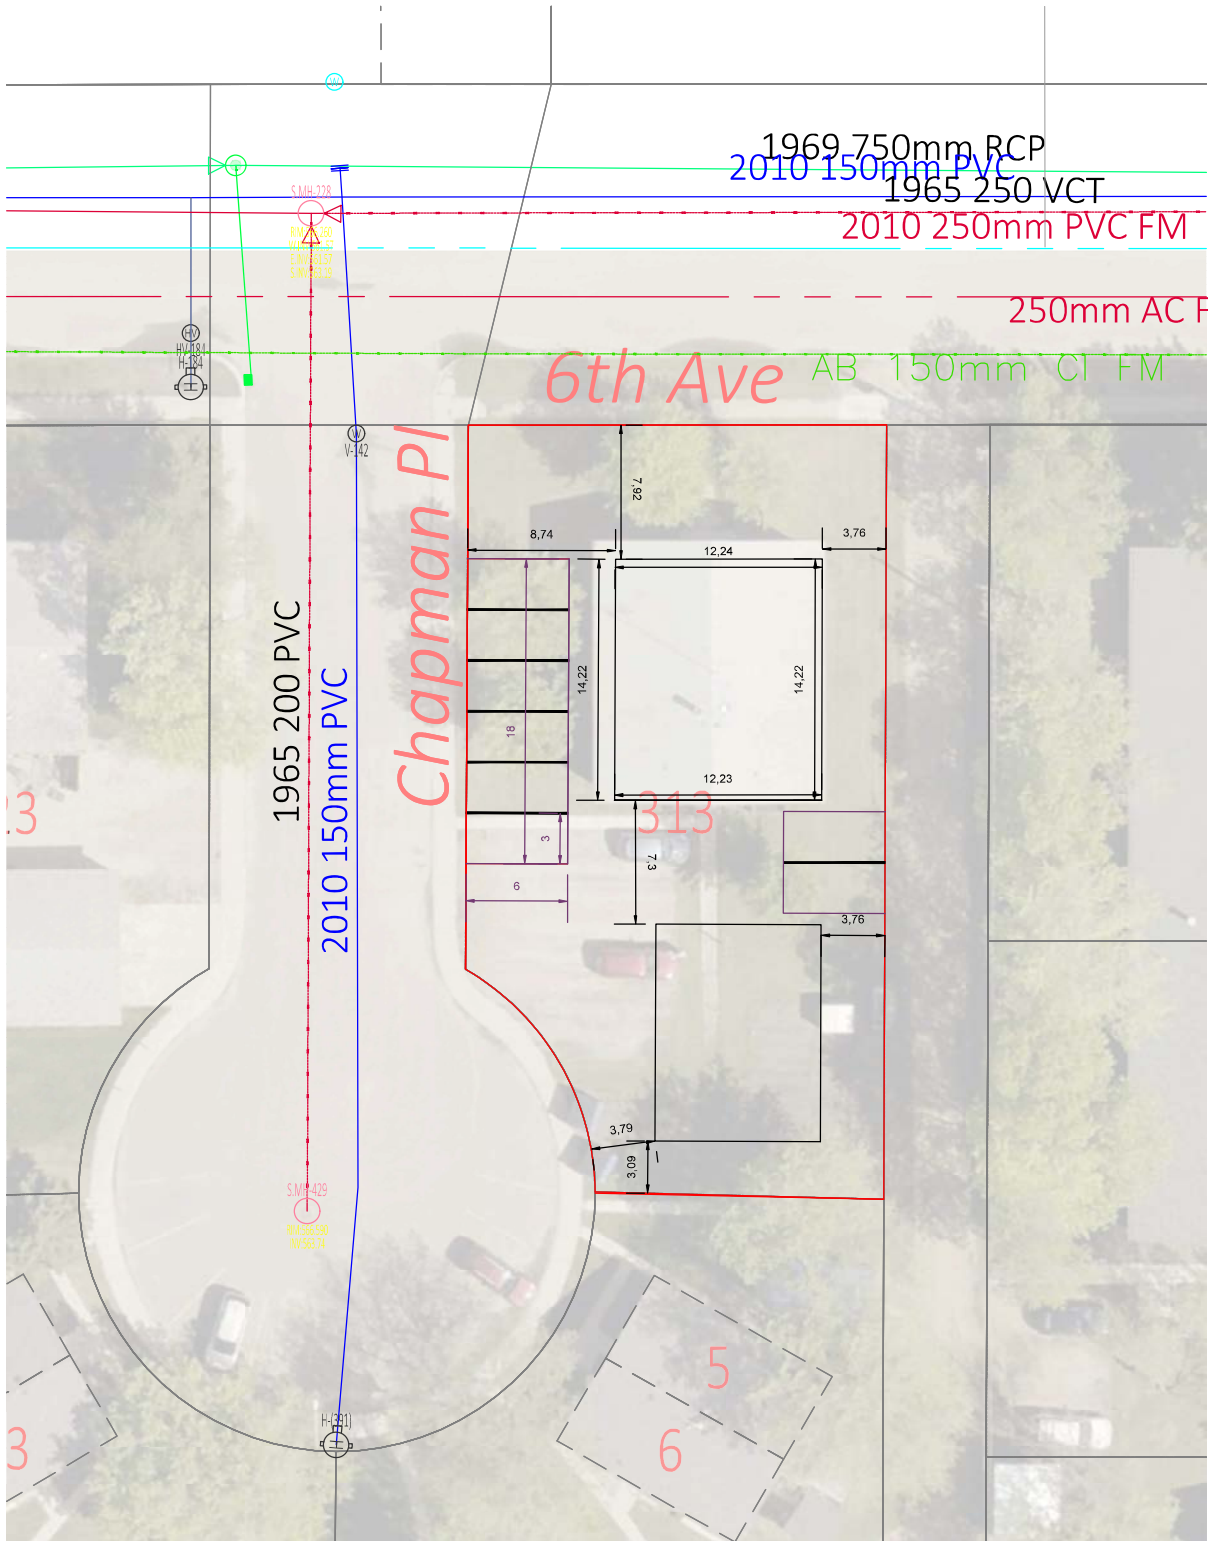 W
1969 750mm RCP
2010 150mm PVC
1965 250 VCT
2010 250mm PVC FM
S.MH-228
250mm AC F
HV
HV-184
H-184
H
6th Ave
AB 150mm CI FM
W
V-142
Chapman Pl
7,92
8,74
12,24
3,76
1965 200 PVC
2010 150mm PVC
18
14,22
14,22
12,23
313
.23
3
7,3
6
3,76
3,79
3,09
S.MH-429
5
6
3
H-(391)
H